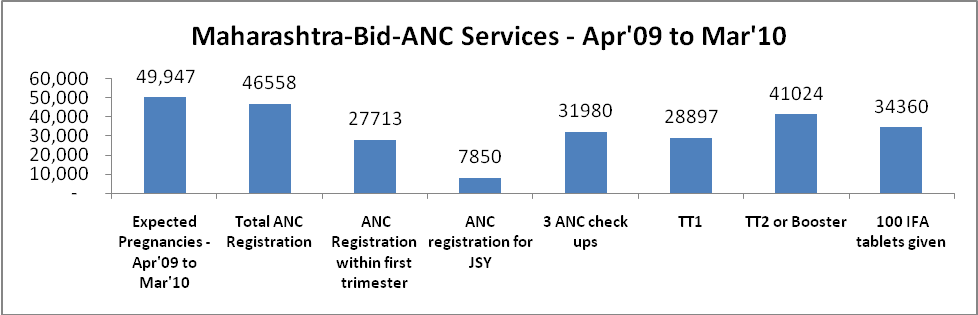 Maharashtra-Bid-ANC Services - Apr'09 to Mar'10
60,000
50,000
40,000
30,000
20,000
10,000
-
49,947
46558
27713
7850
31980
28897
41024
34360
Expected
Pregnancies -
Apr'09 to
Mar'10
Total ANC
Registration
ANC
Registration
within first
trimester
ANC
registration for
JSY
3 ANC check
ups
TT1
TT2 or Booster
100 IFA
tablets given